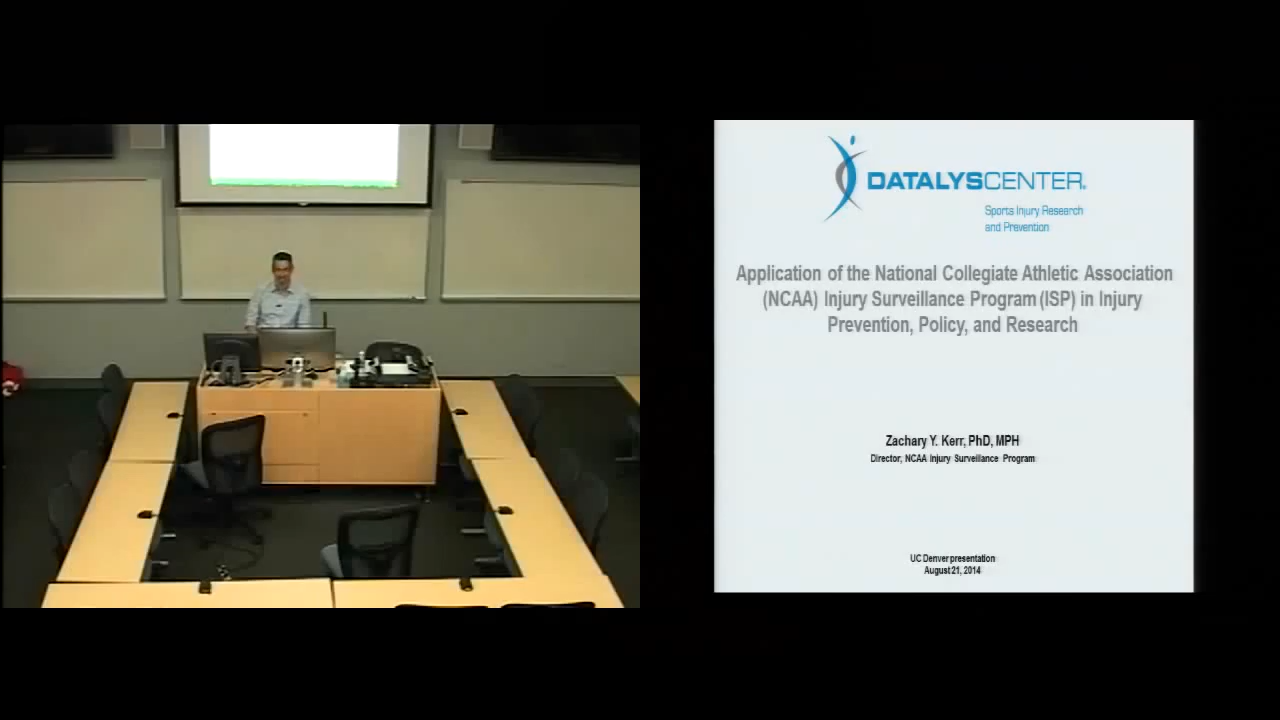 DATALYSCENTER®
Sports Injury Research
and Prevention
Application of the National Collegiate Athletic Association
(NCAA) Injury Surveillance Program (ISP) in Injury
Prevention, Policy, and Research
Zachary Y. Kerr, PhD, MPH
Director, NCAA Injury Surveillance Program
UC Denver presentation
August 21, 2014